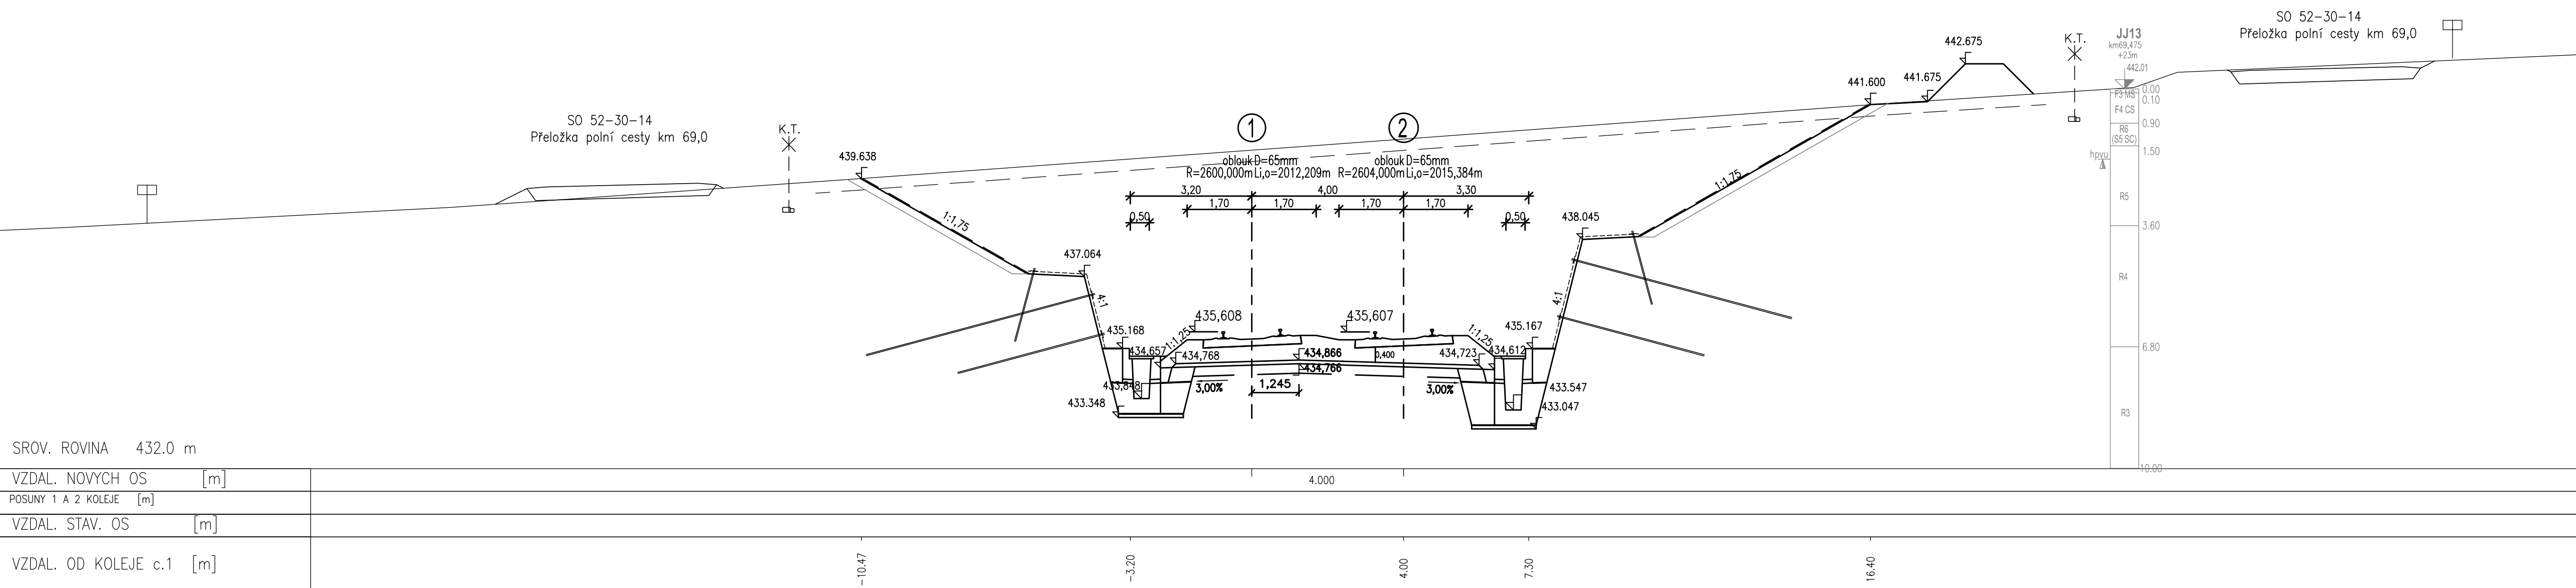 SO 52-30-14
Přeložka polní cesty km 69,0
JJ13
km69,475
+23m
442.01
K.T.
442.675
441.675
441.600
0.00
F3 MS
0.10
F4 CS
0.90
R6
(S5 SC)
1.50
hpvu
R5
3.60
R4
6.80
R3
10.00
SO 52-30-14
Přeložka polní cesty km 69,0
K.T.
439.638
1
2
oblouk D=65mm
R=2600,000m Li,o=2012,209m
oblouk D=65mm
R=2604,000m Li,o=2015,384m
3,20
4,00
3,30
1,70
1,70
1,70
1,70
0,50
0,50
1:1,75
1:1,75
438.045
437.064
4:1
4:1
435,608
435,607
435.168
1:1,25
1:1,25
435.167
434,657
434,768
434,866
0,400
434,723
434,612
434,766
433,848
3,00%
1,245
3,00%
433.547
433.348
433.047
SROV. ROVINA 432.0 m
VZDAL. NOVÝCH OS [m]
4.000
POSUNY 1 A 2 KOLEJE [m]
VZDAL. STAV. OS [m]
VZDAL. OD KOLEJE c.1 [m]
-10.47
-3.20
4.00
7.30
16.40